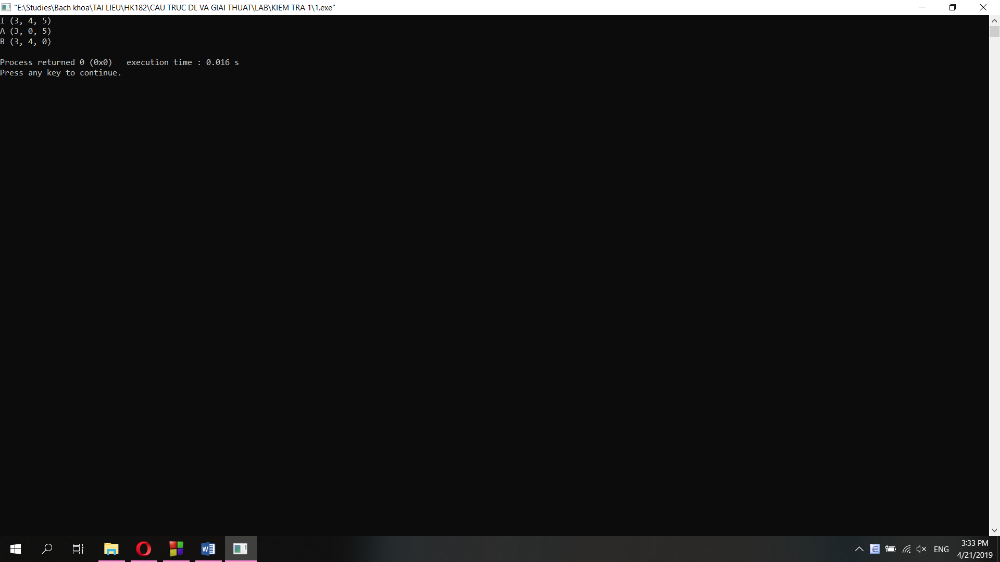 "E:\Studies\Bach khoa\TAI LIEU\HK182\CAU TRUC DL VA GIAI THUAT\LAB\KIEM TRA 1\1.exe"
I (3, 4, 5)
A (3, 0, 5)
B (3, 4, 0)
Process returned 0 (0x0)   execution time : 0.016 s
Press any key to continue.
ENG
3:33 PM
4/21/2019